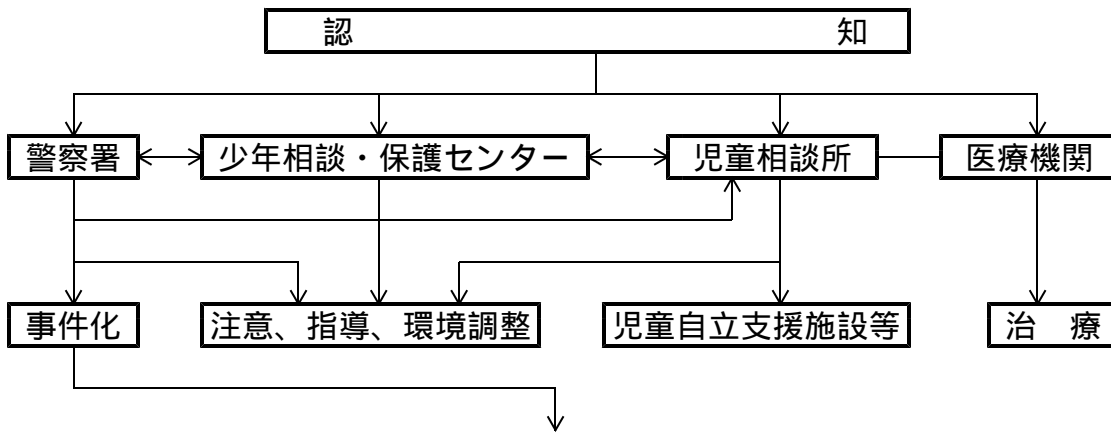 認　知
警察署　少年相談・保護センター　児童相談所　医療機関
事件化　注意、指導、環境調整　児童自立支援施設等　治　療